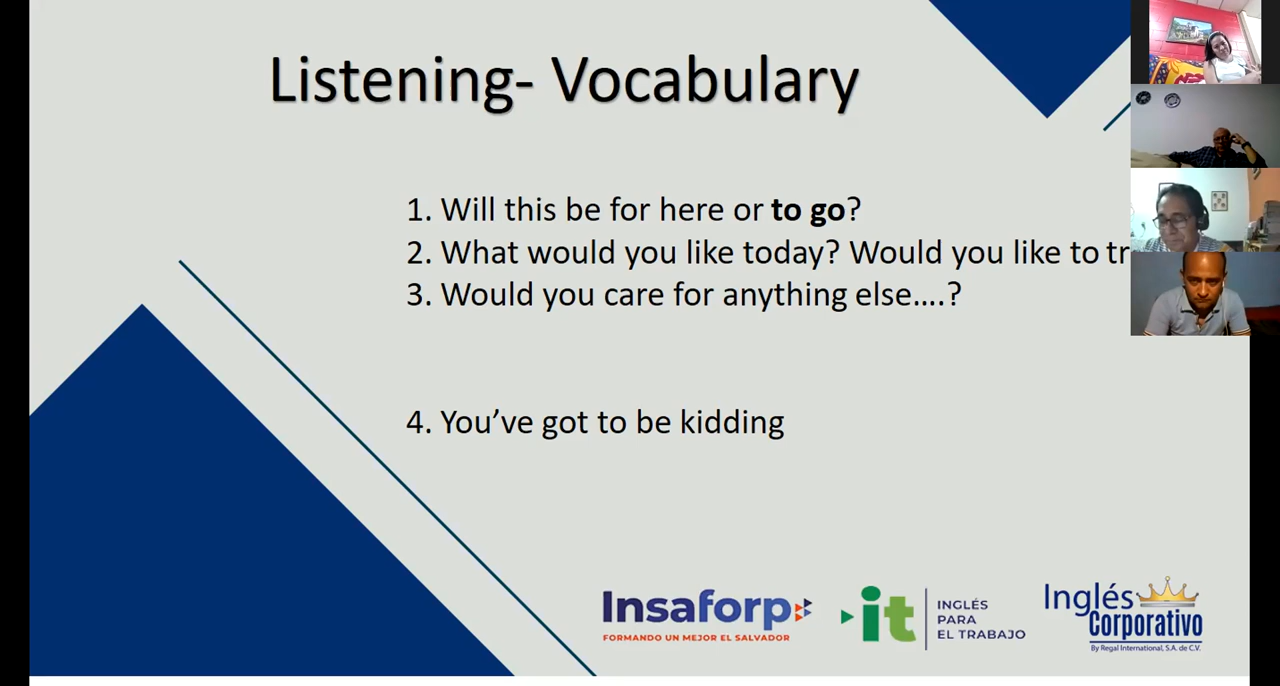 Listening- Vocabulary
1. Will this be for here or to go?
2. What would you like today? Would you like to
3. Would you care for anything else….?
4. You’ve got to be kidding
Insaforp
FORMANDO UN MEJOR EL SALVADOR
it
INGLÉS
PARA
EL TRABAJO
Inglés
Corporativo
By Regal International, S.A. de C.V.